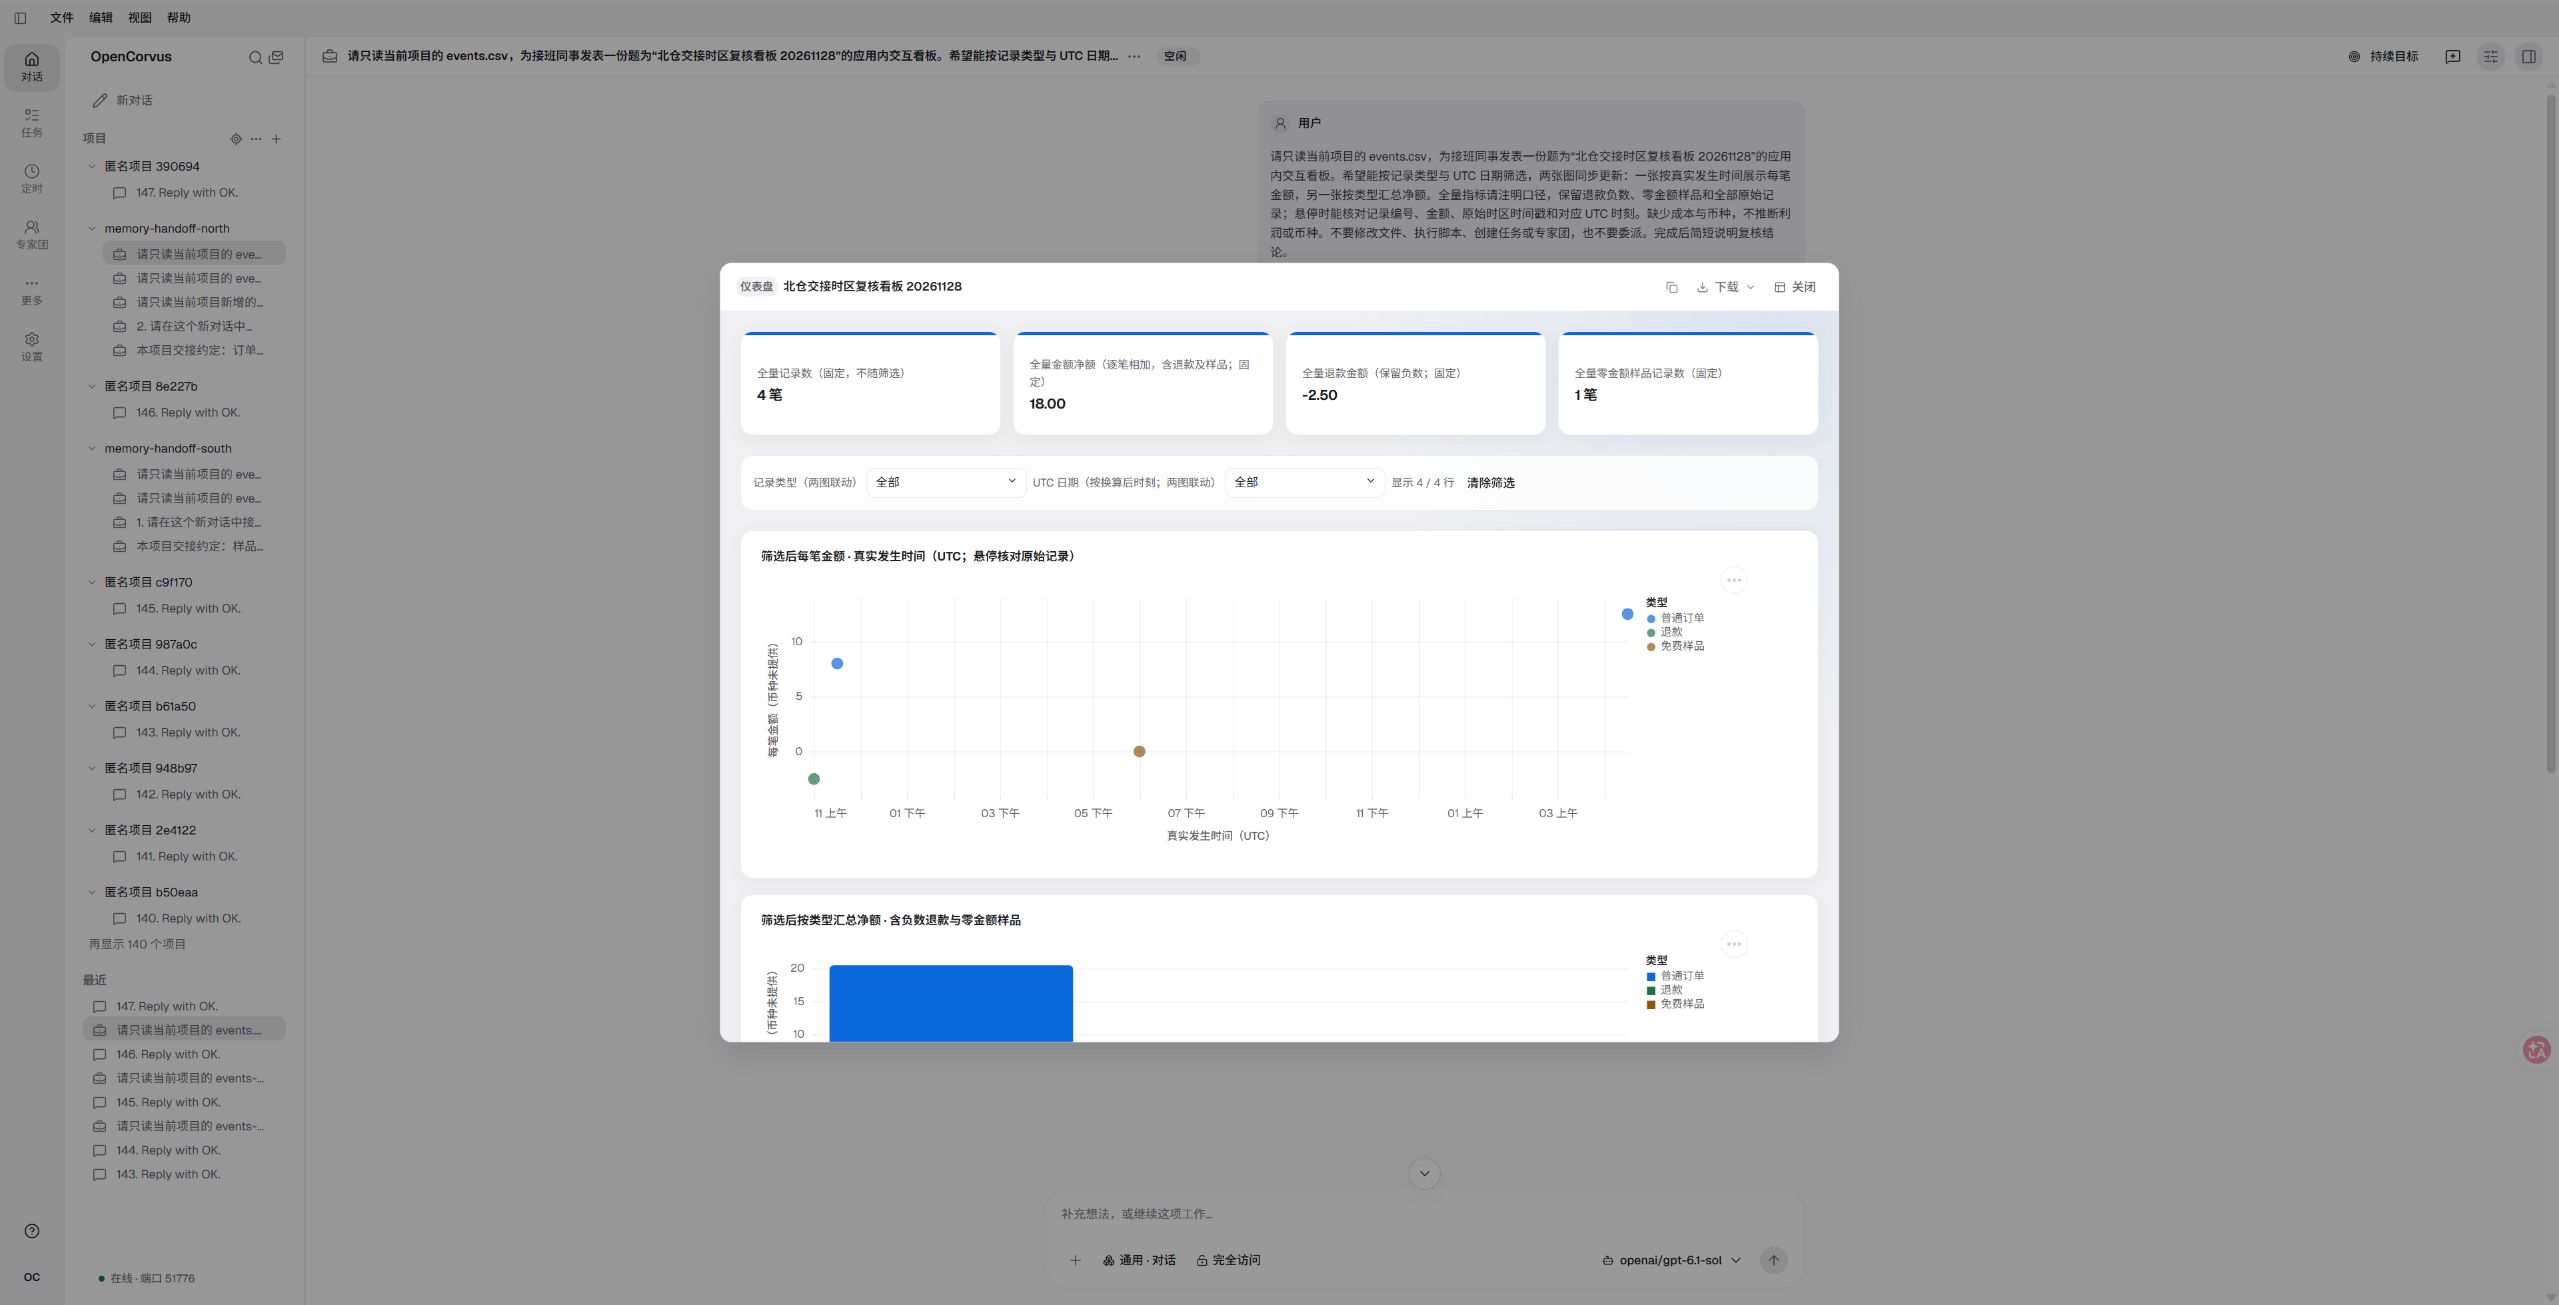 文件 编辑 视图 帮助
对话
任务
定时
专家团
更多
设置
OC
OpenCorvus
新对话
项目
匿名项目 390694
147. Reply with OK.
memory-handoff-north
请只读当前项目的 eve...
请只读当前项目的 eve...
请只读当前项目新增的...
2. 请在这个新对话中...
本项目交接约定：订单...
匿名项目 8e227b
146. Reply with OK.
memory-handoff-south
请只读当前项目的 eve...
请只读当前项目的 eve...
1. 请在这个新对话中接...
本项目交接约定：样品...
匿名项目 c9f170
145. Reply with OK.
匿名项目 987a0c
144. Reply with OK.
匿名项目 b61a50
143. Reply with OK.
匿名项目 948b97
142. Reply with OK.
匿名项目 2e4122
141. Reply with OK.
匿名项目 b50eaa
140. Reply with OK.
再显示 140 个项目
最近
147. Reply with OK.
请只读当前项目的 events....
146. Reply with OK.
请只读当前项目的 events-...
145. Reply with OK.
请只读当前项目的 events-...
144. Reply with OK.
143. Reply with OK.
在线 · 端口 51776
请只读当前项目的 events.csv，为接班同事发表一份题为“北仓交接时区复核看板 20261128”的应用内交互看板。希望能按记录类型与 UTC 日期... 空闲
持续目标
用户
请只读当前项目的 events.csv，为接班同事发表一份题为“北仓交接时区复核看板 20261128”的应用
内交互看板。希望能按记录类型与 UTC 日期筛选，两张图同步更新：一张按真实发生时间展示每笔
金额，另一张按类型汇总净额。全量指标请注明口径，保留退款负数、零金额样品和全部原始记
录；悬停时能核对记录编号、金额、原始时区时间戳和对应 UTC 时刻。缺少成本与币种，不推断利
润或币种。不要修改文件、执行脚本、创建任务或专家团，也不要委派。完成后简短说明复核结
论。
仪表盘 北仓交接时区复核看板 20261128
下载 关闭
全量记录数（固定，不随筛选）
4 笔
全量金额净额（逐笔相加，含退款及样品；固
定）
18.00
全量退款金额（保留负数；固定）
-2.50
全量零金额样品记录数（固定）
1 笔
记录类型（两图联动） 全部 UTC 日期（按换算后时刻；两图联动） 全部 显示 4 / 4 行 清除筛选
筛选后每笔金额 · 真实发生时间（UTC；悬停核对原始记录）
每笔金额（币种未提供）
10
5
0
11 上午 01 下午 03 下午 05 下午 07 下午 09 下午 11 下午 01 上午 03 上午
真实发生时间（UTC）
类型
普通订单
退款
免费样品
筛选后按类型汇总净额 · 含负数退款与零金额样品
（币种未提供）
20
15
10
类型
普通订单
退款
免费样品
补充想法，或继续这项工作...
通用 · 对话 完全访问 openai/gpt-6.1-sol